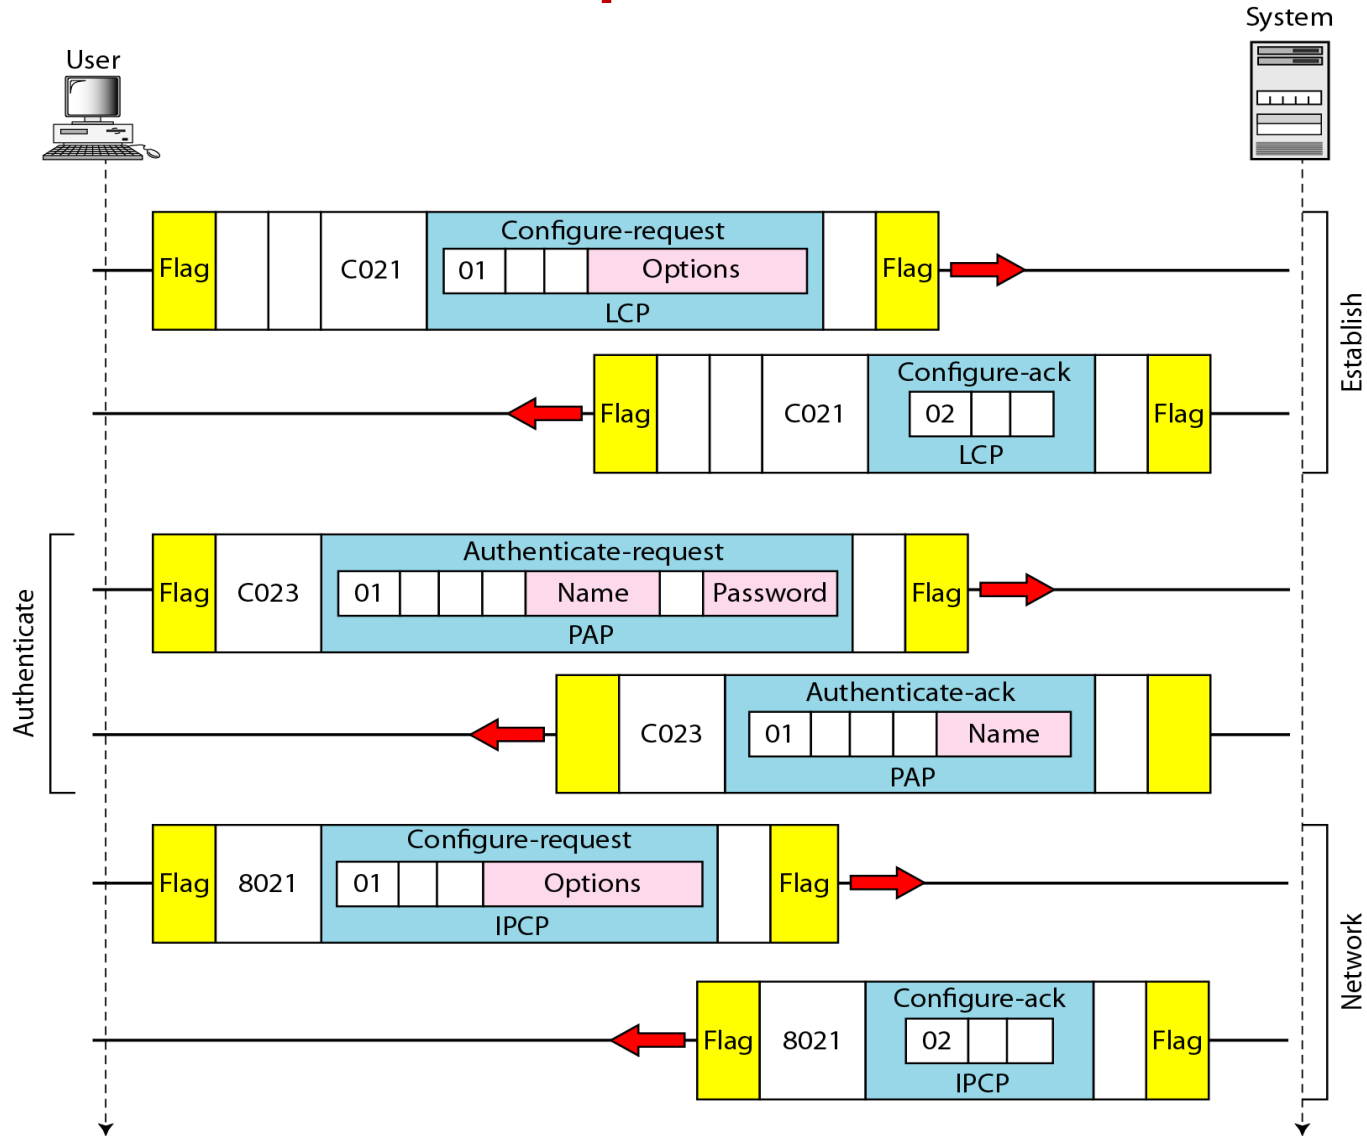 System
User
Flag C021 Configure-request 01 Options LCP Flag
Establish
Flag C021 Configure-ack 02 LCP Flag
Authenticate
Flag C023 Authenticate-request 01 Name Password PAP Flag
C023 Authenticate-ack 01 Name PAP
Flag 8021 Configure-request 01 Options IPCP Flag
Network
Flag 8021 Configure-ack 02 IPCP Flag